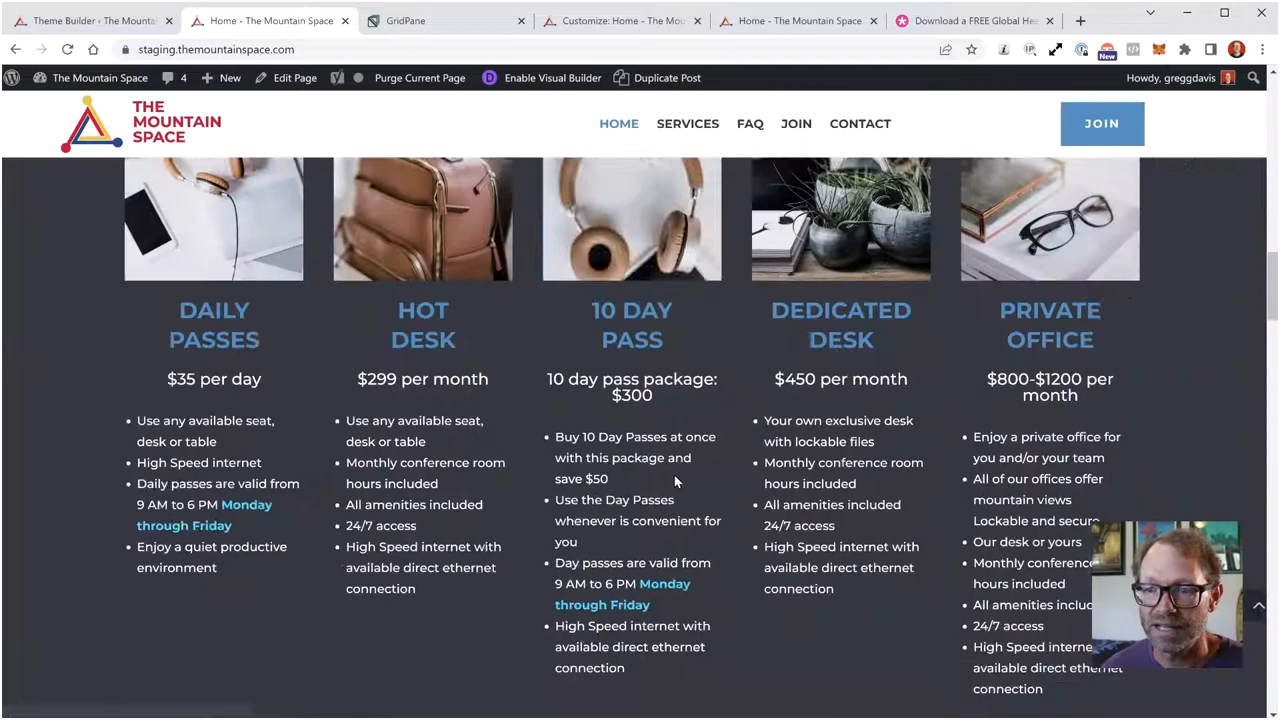 Theme Builder ‹ The Mountai
Home - The Mountain Space
GridPane
Customize: Home - The Mou
Home - The Mountain Space
Download a FREE Global Hea
staging.themountainspace.com
New
The Mountain Space
4
New
Edit Page
Purge Current Page
D
Enable Visual Builder
Duplicate Post
Howdy, greggdavis
THE
MOUNTAIN
SPACE
HOME
SERVICES
FAQ
JOIN
CONTACT
JOIN
DAILY
PASSES
$35 per day
• Use any available seat,
desk or table
• High Speed internet
• Daily passes are valid from
9 AM to 6 PM Monday
through Friday
• Enjoy a quiet productive
environment
HOT
DESK
$299 per month
• Use any available seat,
desk or table
• Monthly conference room
hours included
• All amenities included
• 24/7 access
• High Speed internet with
available direct ethernet
connection
10 DAY
PASS
10 day pass package:
$300
• Buy 10 Day Passes at once
with this package and
save $50
• Use the Day Passes
whenever is convenient for
you
• Day passes are valid from
9 AM to 6 PM Monday
through Friday
• High Speed internet with
available direct ethernet
connection
DEDICATED
DESK
$450 per month
• Your own exclusive desk
with lockable files
• Monthly conference room
hours included
• All amenities included
24/7 access
• High Speed internet with
available direct ethernet
connection
PRIVATE
OFFICE
$800-$1200 per
month
• Enjoy a private office for
you and/or your team
• All of our offices offer
mountain views
Lockable and secure
• Our desk or yours
• Monthly conference
hours included
• All amenities includ
• 24/7 access
• High Speed interne
available direct ethernet
connection